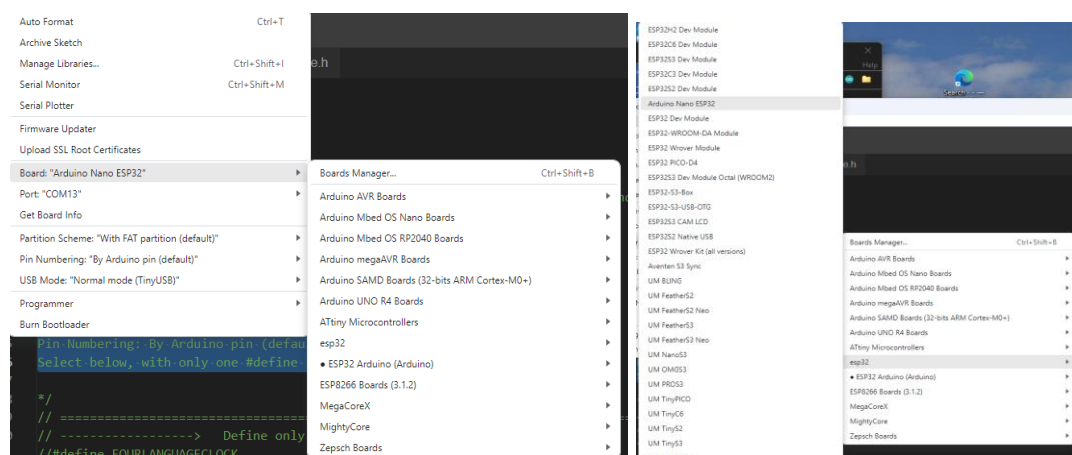 Auto Format Ctrl+T
Archive Sketch
Manage Libraries... Ctrl+Shift+I
Serial Monitor Ctrl+Shift+M
Serial Plotter
Firmware Updater
Upload SSL Root Certificates
Board: "Arduino Nano ESP32"
Port: "COM13"
Get Board Info
Partition Scheme: "With FAT partition (default)"
Pin Numbering: "By Arduino pin (default)"
USB Mode: "Normal mode (TinyUSB)"
Programmer
Burn Bootloader
e.h
Boards Manager... Ctrl+Shift+B
Arduino AVR Boards
Arduino Mbed OS Nano Boards
Arduino Mbed OS RP2040 Boards
Arduino megaAVR Boards
Arduino SAMD Boards (32-bits ARM Cortex-M0+)
Arduino UNO R4 Boards
ATtiny Microcontrollers
esp32
● ESP32 Arduino (Arduino)
ESP8266 Boards (3.1.2)
MegaCoreX
MightyCore
Zepsch Boards
Pin Numbering: By Arduino pin (defau
Select below, with only one #define
*/
// ==================================
// ------------------> Define only
//#define FOURLANGUAGECLOCK
ESP32H2 Dev Module
ESP32C6 Dev Module
ESP32S3 Dev Module
ESP32C3 Dev Module
ESP32S2 Dev Module
Arduino Nano ESP32
ESP32 Dev Module
ESP32-WROOM-DA Module
ESP32 Wrover Module
ESP32 PICO-D4
ESP32S3 Dev Module Octal (WROOM2)
ESP32-S3-Box
ESP32-S3-USB-OTG
ESP32S3 CAM LCD
ESP32S2 Native USB
ESP32 Wrover Kit (all versions)
Aventen S3 Sync
UM BLING
UM FeatherS2
UM FeatherS2 Neo
UM FeatherS3
UM FeatherS3 Neo
UM NanoS3
UM OMGS3
UM PROS3
UM TinyPICO
UM TinyC6
UM TinyS2
UM TinyS3
Help
e.h
Boards Manager... Ctrl+Shift+B
Arduino AVR Boards
Arduino Mbed OS Nano Boards
Arduino Mbed OS RP2040 Boards
Arduino megaAVR Boards
Arduino SAMD Boards (32-bits ARM Cortex-M0+)
Arduino UNO R4 Boards
ATtiny Microcontrollers
esp32
● ESP32 Arduino (Arduino)
ESP8266 Boards (3.1.2)
MegaCoreX
MightyCore
Zepsch Boards